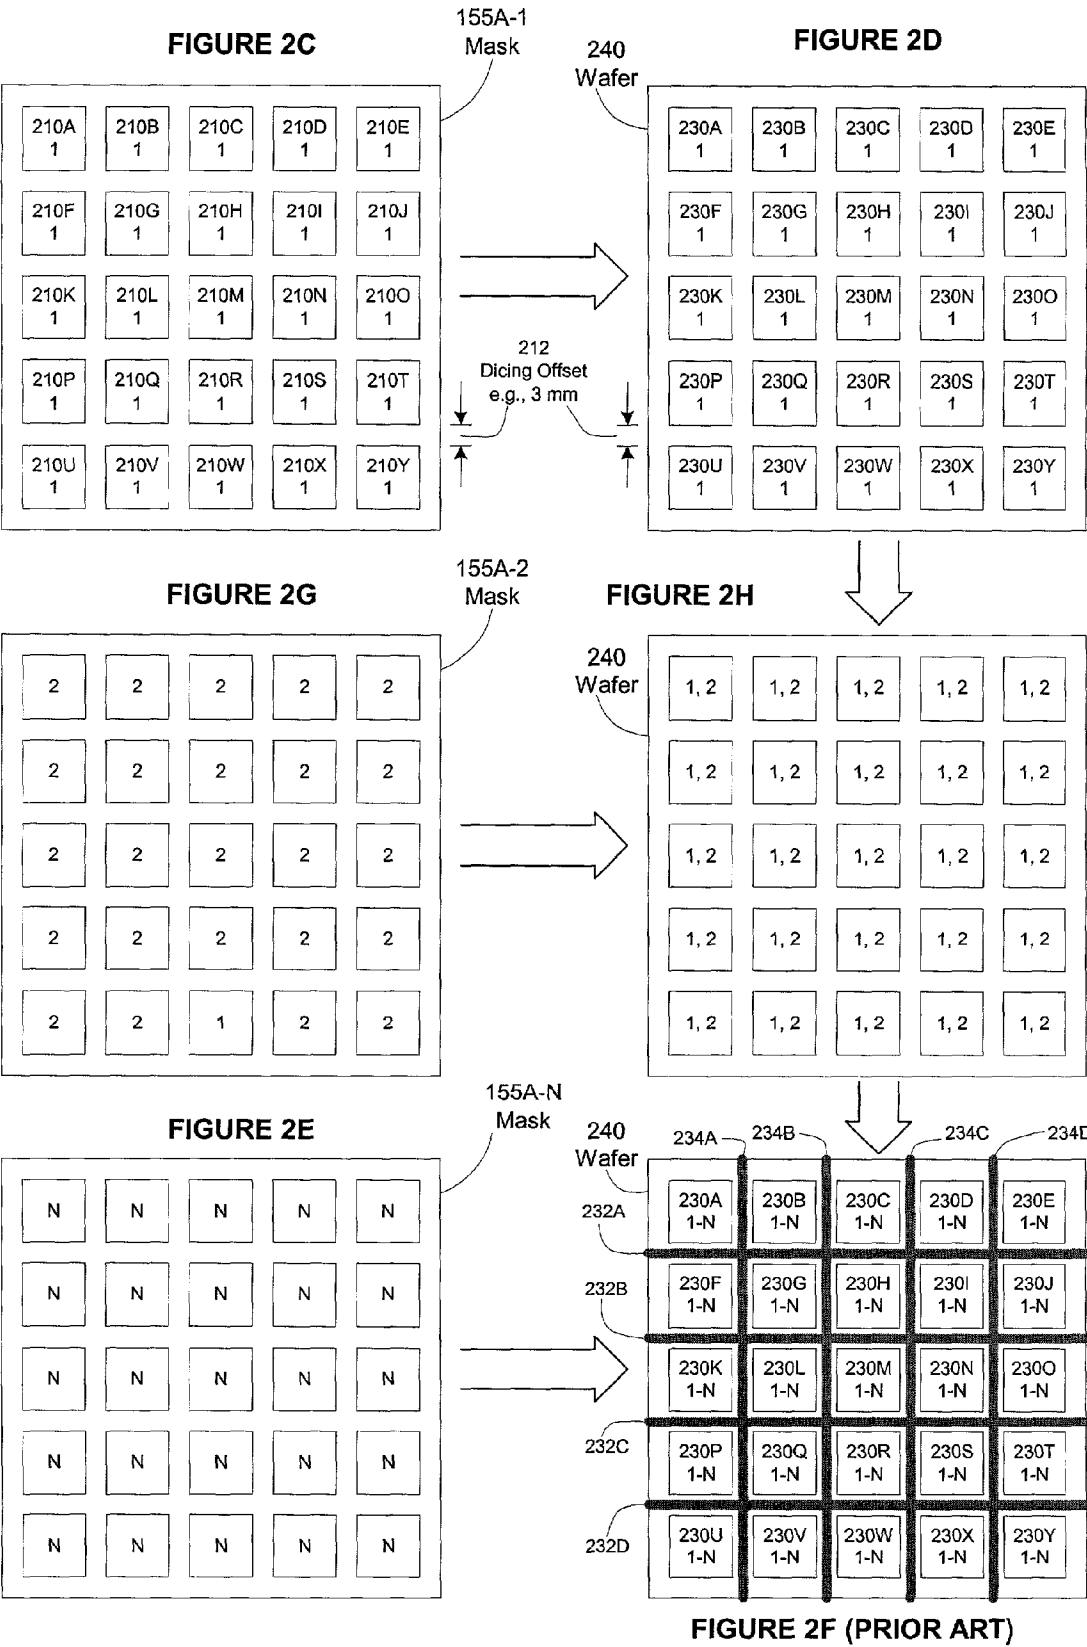 FIGURE 2C
155A-1
Mask
210A 210B 210C 210D 210E
1 1 1 1 1
210F 210G 210H 210I 210J
1 1 1 1 1
210K 210L 210M 210N 210O
1 1 1 1 1
210P 210Q 210R 210S 210T
1 1 1 1 1
210U 210V 210W 210X 210Y
1 1 1 1 1
212
Dicing Offset
e.g., 3 mm
FIGURE 2D
240
Wafer
230A 230B 230C 230D 230E
1 1 1 1 1
230F 230G 230H 230I 230J
1 1 1 1 1
230K 230L 230M 230N 230O
1 1 1 1 1
230P 230Q 230R 230S 230T
1 1 1 1 1
230U 230V 230W 230X 230Y
1 1 1 1 1
FIGURE 2G
155A-2
Mask
2 2 2 2 2
2 2 2 2 2
2 2 2 2 2
2 2 2 2 2
2 2 1 2 2
FIGURE 2H
240
Wafer
1, 2 1, 2 1, 2 1, 2 1, 2
1, 2 1, 2 1, 2 1, 2 1, 2
1, 2 1, 2 1, 2 1, 2 1, 2
1, 2 1, 2 1, 2 1, 2 1, 2
1, 2 1, 2 1, 2 1, 2 1, 2
FIGURE 2E
155A-N
Mask
N N N N N
N N N N N
N N N N N
N N N N N
N N N N N
240
Wafer
234A 234B 234C 234D
232A
232B
232C
232D
230A 230B 230C 230D 230E
1-N 1-N 1-N 1-N 1-N
230F 230G 230H 230I 230J
1-N 1-N 1-N 1-N 1-N
230K 230L 230M 230N 230O
1-N 1-N 1-N 1-N 1-N
230P 230Q 230R 230S 230T
1-N 1-N 1-N 1-N 1-N
230U 230V 230W 230X 230Y
1-N 1-N 1-N 1-N 1-N
FIGURE 2F (PRIOR ART)